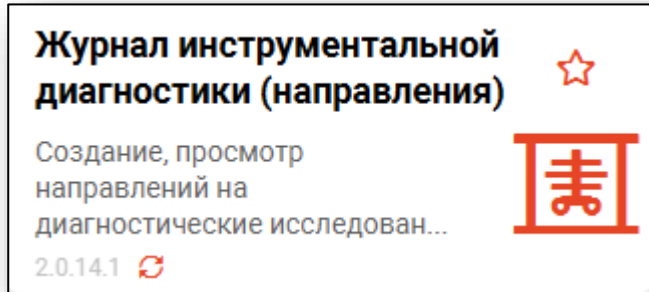 Журнал инструментальной
диагностики (направления)
Создание, просмотр
направлений на
диагностические исследован...
2.0.14.1